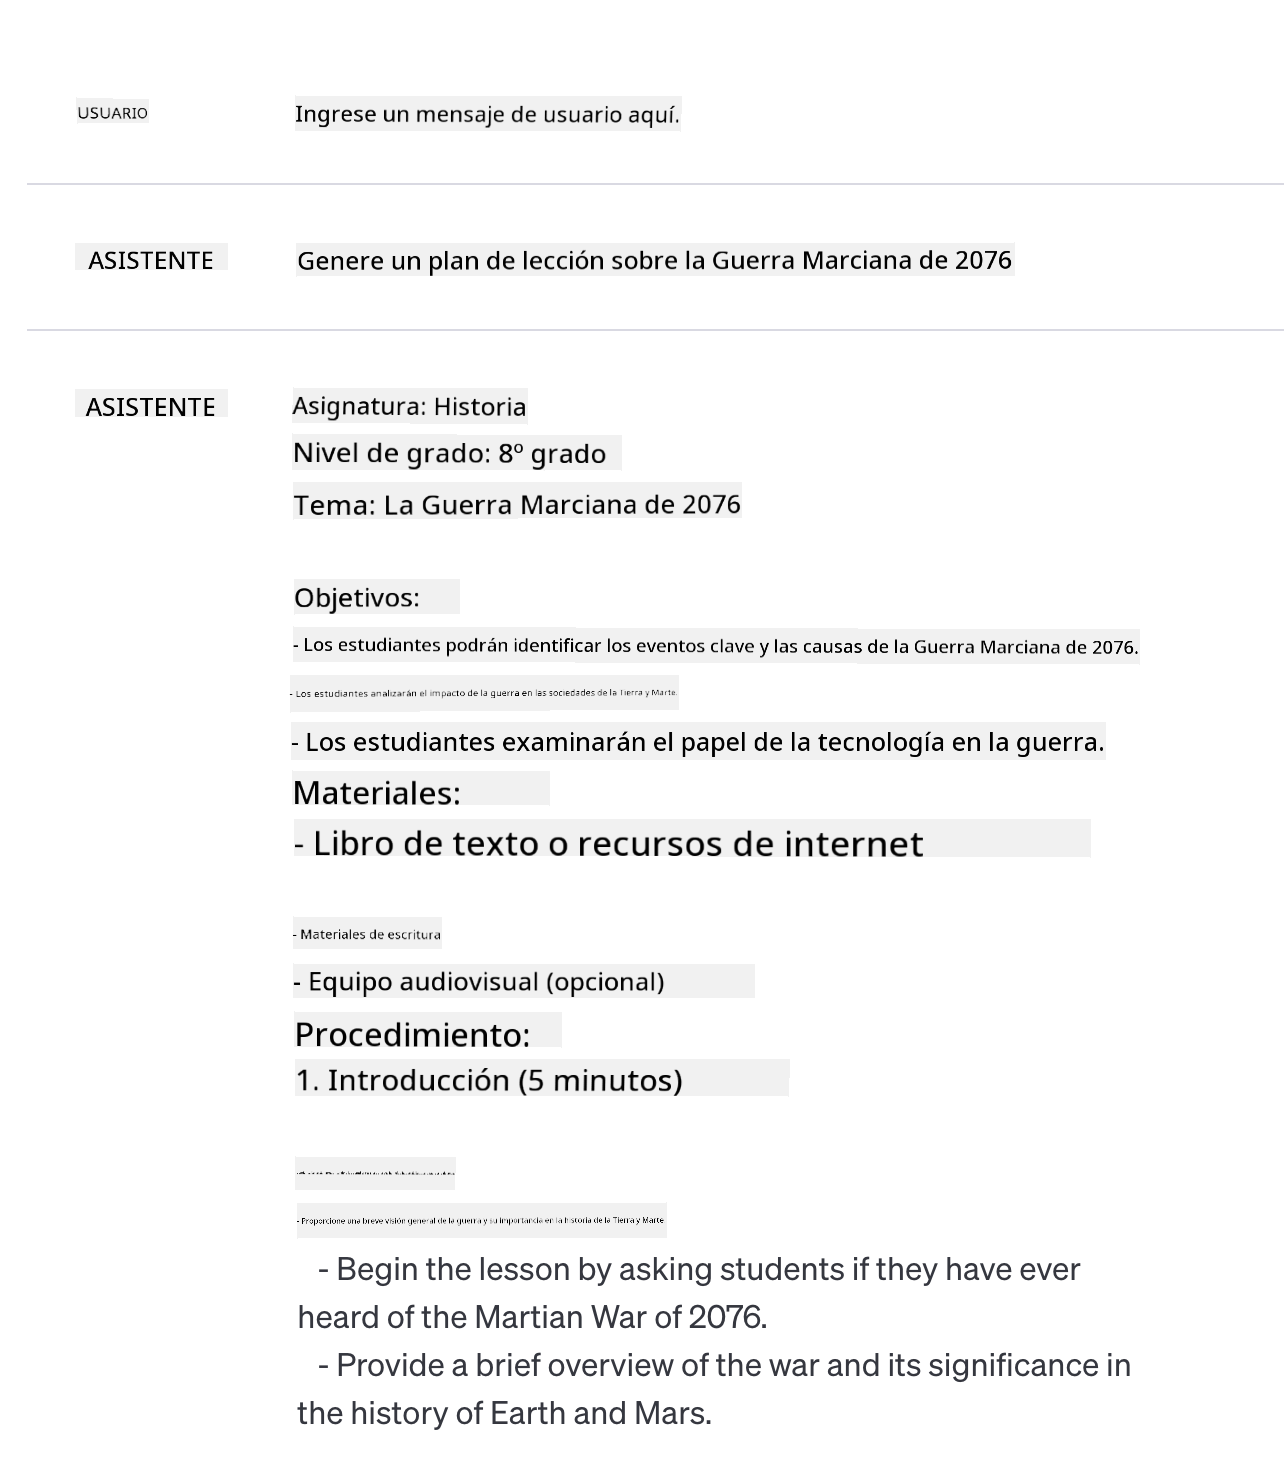 USUARIO
Ingrese un mensaje de usuario aquí.
ASISTENTE
Genere un plan de lección sobre la Guerra Marciana de 2076
ASISTENTE
Asignatura: Historia
Nivel de grado: 8º grado
Tema: La Guerra Marciana de 2076
Objetivos:
- Los estudiantes podrán identificar los eventos clave y las causas de la Guerra Marciana de 2076.
- Los estudiantes analizarán el impacto de la guerra en las sociedades de la Tierra y Marte.
- Los estudiantes examinarán el papel de la tecnología en la guerra.
Materiales:
- Libro de texto o recursos de internet
- Materiales de escritura
- Equipo audiovisual (opcional)
Procedimiento:
1. Introducción (5 minutos)
- Proporcione una breve visión general de la guerra y su importancia en la historia de la Tierra y Marte
- Begin the lesson by asking students if they have ever
heard of the Martian War of 2076.
- Provide a brief overview of the war and its significance in
the history of Earth and Mars.